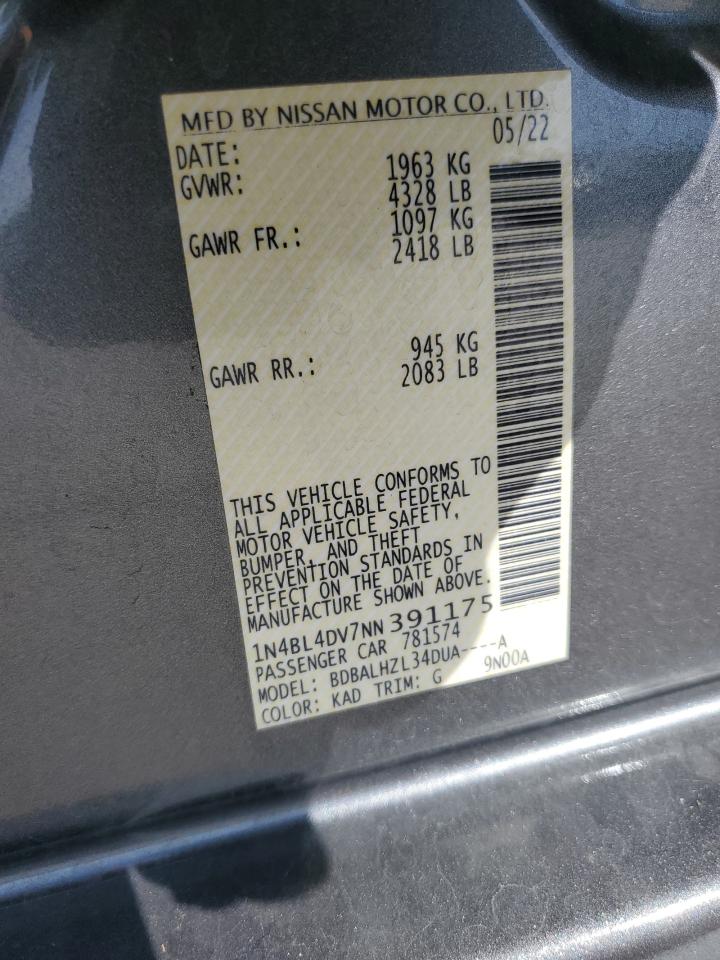 MFD BY NISSAN MOTOR CO., LTD.
DATE: 05/22
GVWR: 1963 KG
4328 LB
GAWR FR.: 1097 KG
2418 LB
GAWR RR.: 945 KG
2083 LB
THIS VEHICLE CONFORMS TO
ALL APPLICABLE FEDERAL
MOTOR VEHICLE SAFETY,
BUMPER, AND THEFT
PREVENTION STANDARDS IN
EFFECT ON THE DATE OF
MANUFACTURE SHOWN ABOVE.
1N4BL4DV7NN391175
PASSENGER CAR 781574
MODEL: BDBALHZL34DUA----A
COLOR: KAD TRIM: G 9N00A